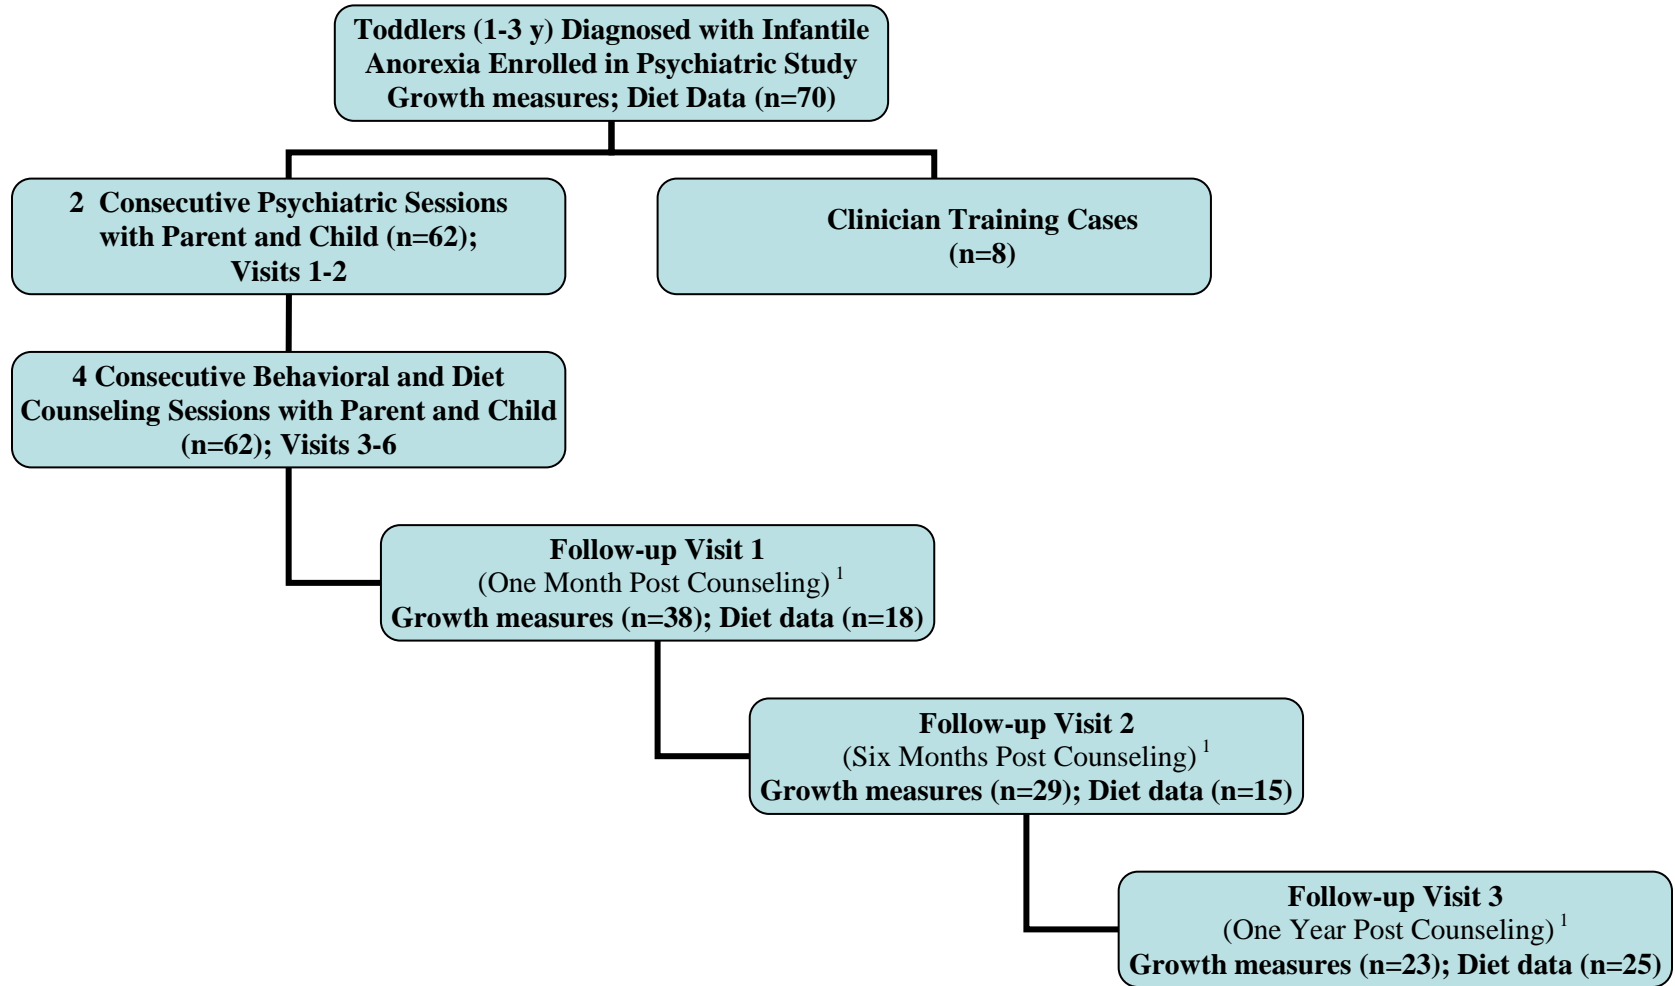 Toddlers (1-3 y) Diagnosed with Infantile
Anorexia Enrolled in Psychiatric Study
Growth measures; Diet Data (n=70)
2 Consecutive Psychiatric Sessions
with Parent and Child (n=62);
Visits 1-2
Clinician Training Cases
(n=8)
4 Consecutive Behavioral and Diet
Counseling Sessions with Parent and Child
(n=62); Visits 3-6
Follow-up Visit 1
(One Month Post Counseling) 1
Growth measures (n=38); Diet data (n=18)
Follow-up Visit 2
(Six Months Post Counseling) 1
Growth measures (n=29); Diet data (n=15)
Follow-up Visit 3
(One Year Post Counseling) 1
Growth measures (n=23); Diet data (n=25)